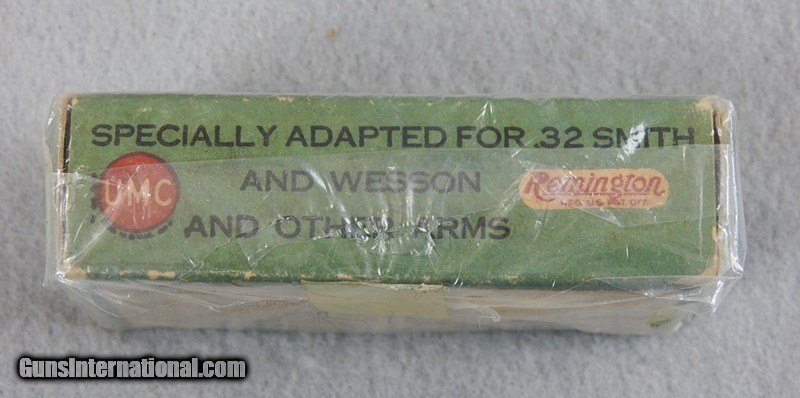 SPECIALLY ADAPTED FOR .32 SMITH
UMC
AND WESSON
Remington
REG. U.S. PAT. OFF.
AND OTHER ARMS
GunsInternational.com